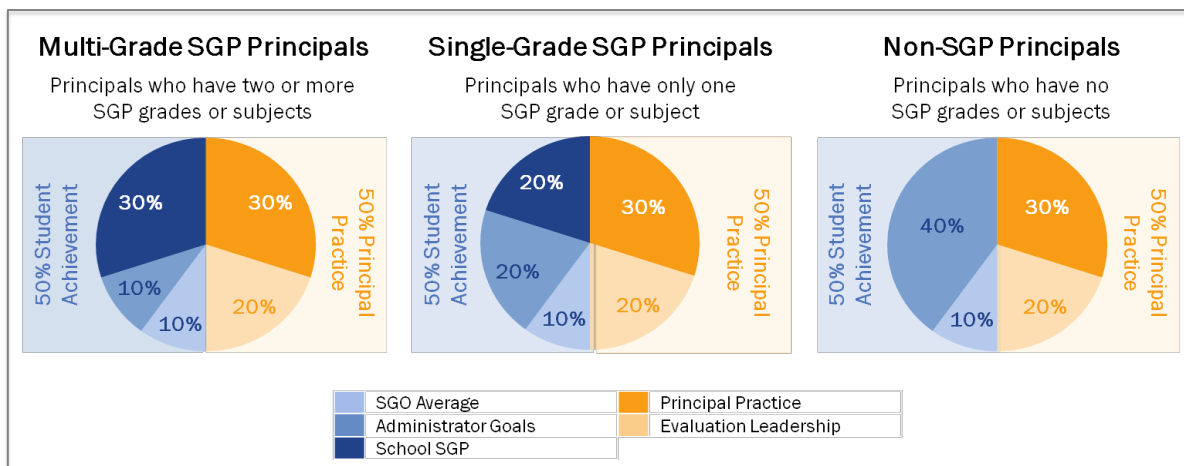 Multi-Grade SGP Principals
Principals who have two or more
SGP grades or subjects
50% Student
Achievement
30%
30%
10%
10%
20%
50% Principal
Practice
Single-Grade SGP Principals
Principals who have only one
SGP grade or subject
50% Student
Achievement
20%
30%
20%
10%
20%
50% Principal
Practice
Non-SGP Principals
Principals who have no
SGP grades or subjects
50% Student
Achievement
40%
30%
10%
20%
50% Principal
Practice
SGO Average
Administrator Goals
School SGP
Principal Practice
Evaluation Leadership